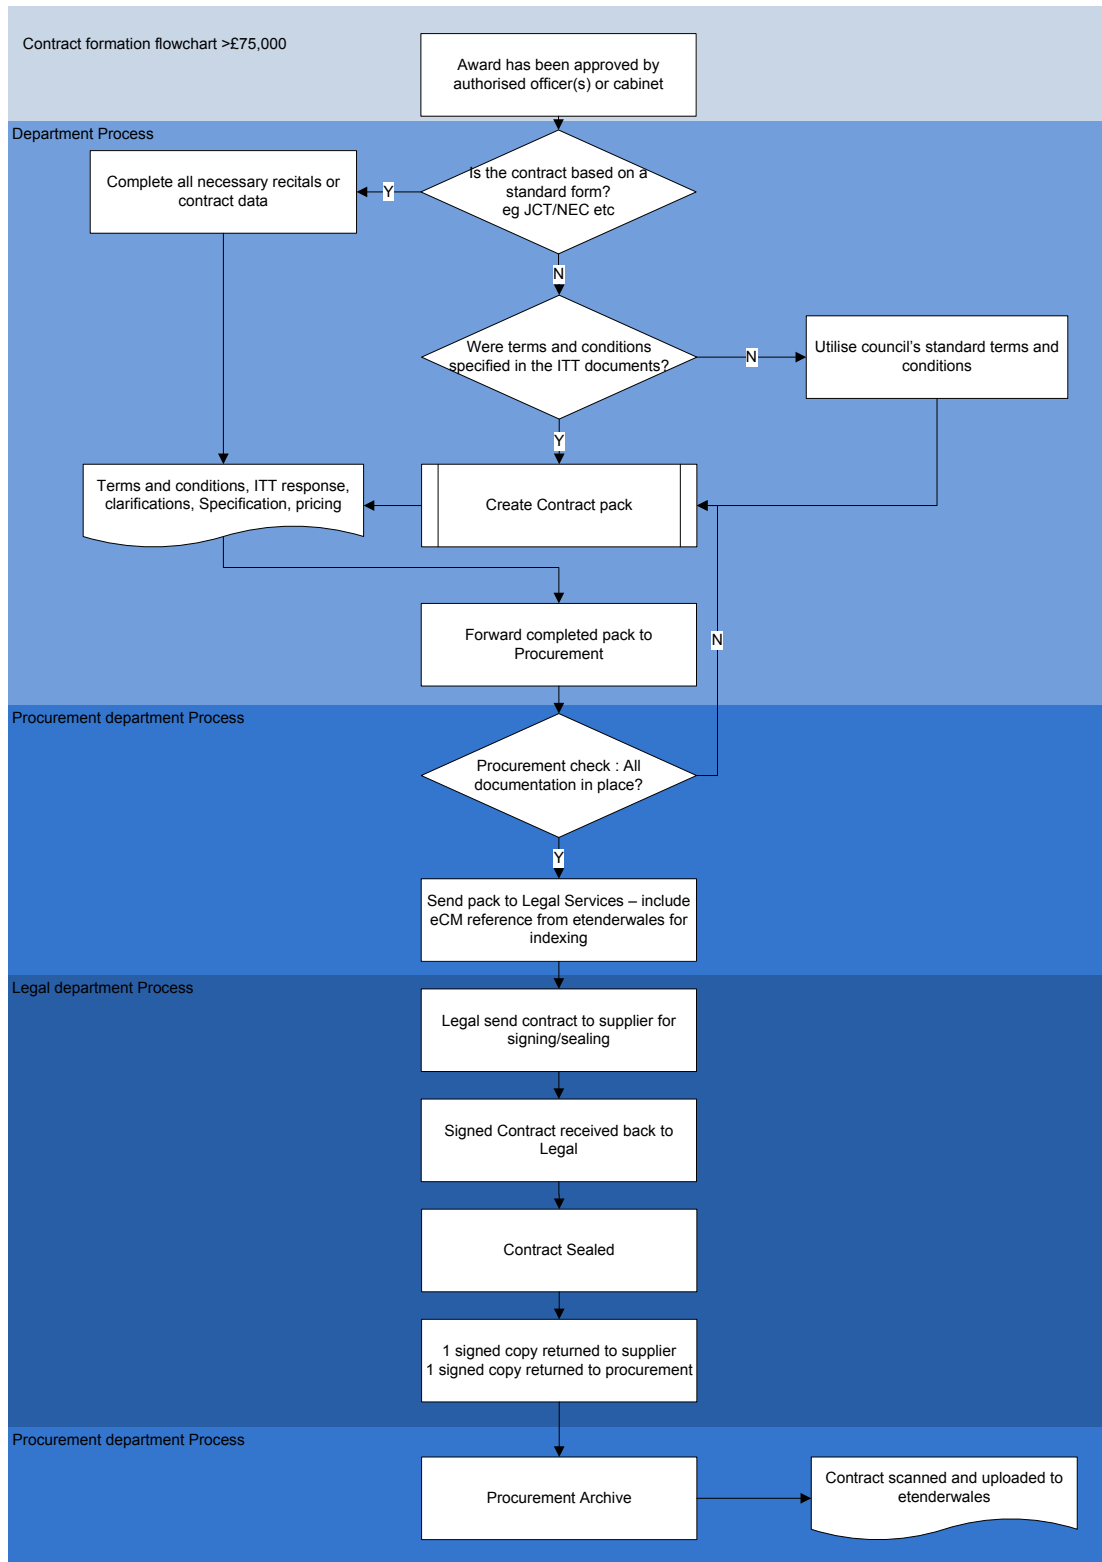 Contract formation flowchart >£75,000
Award has been approved by
authorised officer(s) or cabinet
Department Process
Complete all necessary recitals or
contract data
Y
Is the contract based on a
standard form?
eg JCT/NEC etc
N
Were terms and conditions
specified in the ITT documents?
N
Utilise council’s standard terms and
conditions
Y
Terms and conditions, ITT response,
clarifications, Specification, pricing
Create Contract pack
Forward completed pack to
Procurement
N
Procurement department Process
Procurement check : All
documentation in place?
Y
Send pack to Legal Services – include
eCM reference from etenderwales for
indexing
Legal department Process
Legal send contract to supplier for
signing/sealing
Signed Contract received back to
Legal
Contract Sealed
1 signed copy returned to supplier
1 signed copy returned to procurement
Procurement department Process
Procurement Archive
Contract scanned and uploaded to
etenderwales